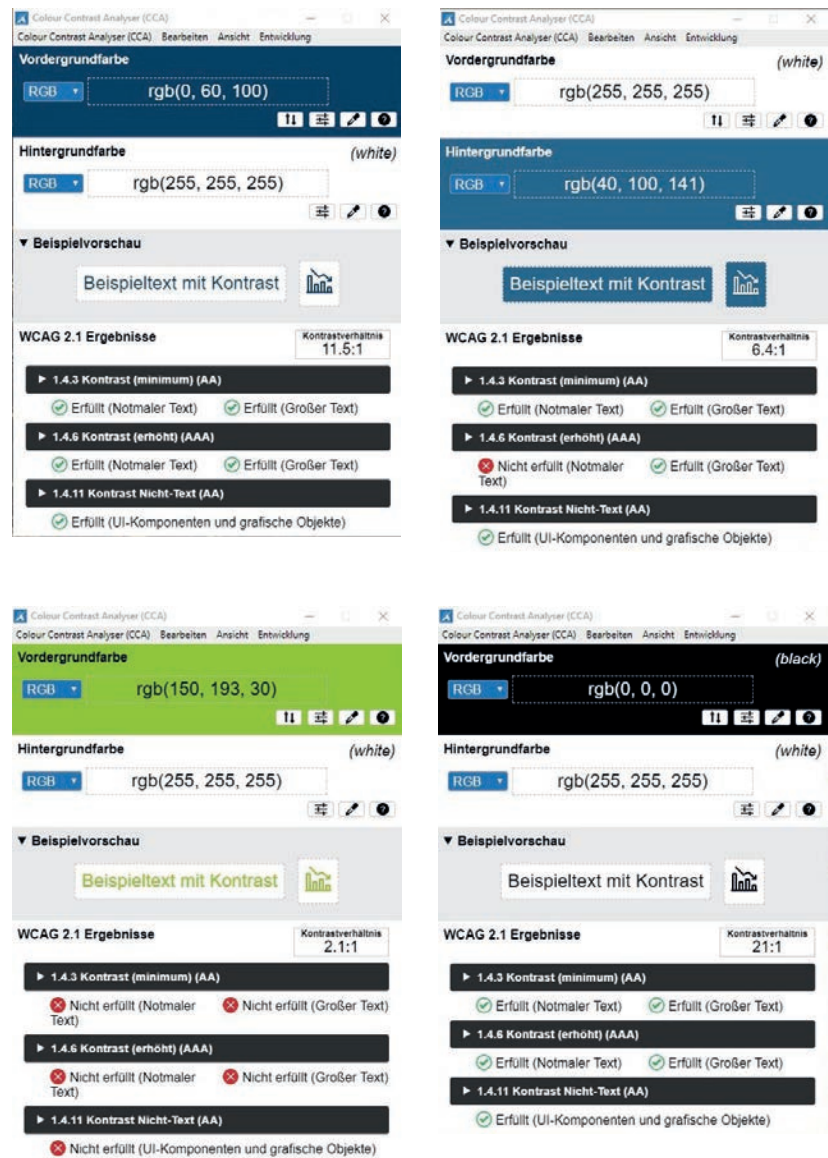 Colour Contrast Analyser (CCA)
Colour Contrast Analyser (CCA) Bearbeiten Ansicht Entwicklung
Vordergrundfarbe
RGB rgb(0, 60, 100)
Hintergrundfarbe (white)
RGB rgb(255, 255, 255)
▼ Beispielvorschau
Beispieltext mit Kontrast
WCAG 2.1 Ergebnisse Kontrastverhältnis
11.5:1
► 1.4.3 Kontrast (minimum) (AA)
Erfüllt (Notmaler Text) Erfüllt (Großer Text)
► 1.4.6 Kontrast (erhöht) (AAA)
Erfüllt (Notmaler Text) Erfüllt (Großer Text)
► 1.4.11 Kontrast Nicht-Text (AA)
Erfüllt (UI-Komponenten und grafische Objekte)
Colour Contrast Analyser (CCA)
Colour Contrast Analyser (CCA) Bearbeiten Ansicht Entwicklung
Vordergrundfarbe (white)
RGB rgb(255, 255, 255)
Hintergrundfarbe
RGB rgb(40, 100, 141)
▼ Beispielvorschau
Beispieltext mit Kontrast
WCAG 2.1 Ergebnisse Kontrastverhältnis
6.4:1
► 1.4.3 Kontrast (minimum) (AA)
Erfüllt (Notmaler Text) Erfüllt (Großer Text)
► 1.4.6 Kontrast (erhöht) (AAA)
Nicht erfüllt (Notmaler Erfüllt (Großer Text)
Text)
► 1.4.11 Kontrast Nicht-Text (AA)
Erfüllt (UI-Komponenten und grafische Objekte)
Colour Contrast Analyser (CCA)
Colour Contrast Analyser (CCA) Bearbeiten Ansicht Entwicklung
Vordergrundfarbe
RGB rgb(150, 193, 30)
Hintergrundfarbe (white)
RGB rgb(255, 255, 255)
▼ Beispielvorschau
Beispieltext mit Kontrast
WCAG 2.1 Ergebnisse Kontrastverhältnis
2.1:1
► 1.4.3 Kontrast (minimum) (AA)
Nicht erfüllt (Notmaler Nicht erfüllt (Großer Text)
Text)
► 1.4.6 Kontrast (erhöht) (AAA)
Nicht erfüllt (Notmaler Nicht erfüllt (Großer Text)
Text)
► 1.4.11 Kontrast Nicht-Text (AA)
Nicht erfüllt (UI-Komponenten und grafische Objekte)
Colour Contrast Analyser (CCA)
Colour Contrast Analyser (CCA) Bearbeiten Ansicht Entwicklung
Vordergrundfarbe (black)
RGB rgb(0, 0, 0)
Hintergrundfarbe (white)
RGB rgb(255, 255, 255)
▼ Beispielvorschau
Beispieltext mit Kontrast
WCAG 2.1 Ergebnisse Kontrastverhältnis
21:1
► 1.4.3 Kontrast (minimum) (AA)
Erfüllt (Notmaler Text) Erfüllt (Großer Text)
► 1.4.6 Kontrast (erhöht) (AAA)
Erfüllt (Notmaler Text) Erfüllt (Großer Text)
► 1.4.11 Kontrast Nicht-Text (AA)
Erfüllt (UI-Komponenten und grafische Objekte)